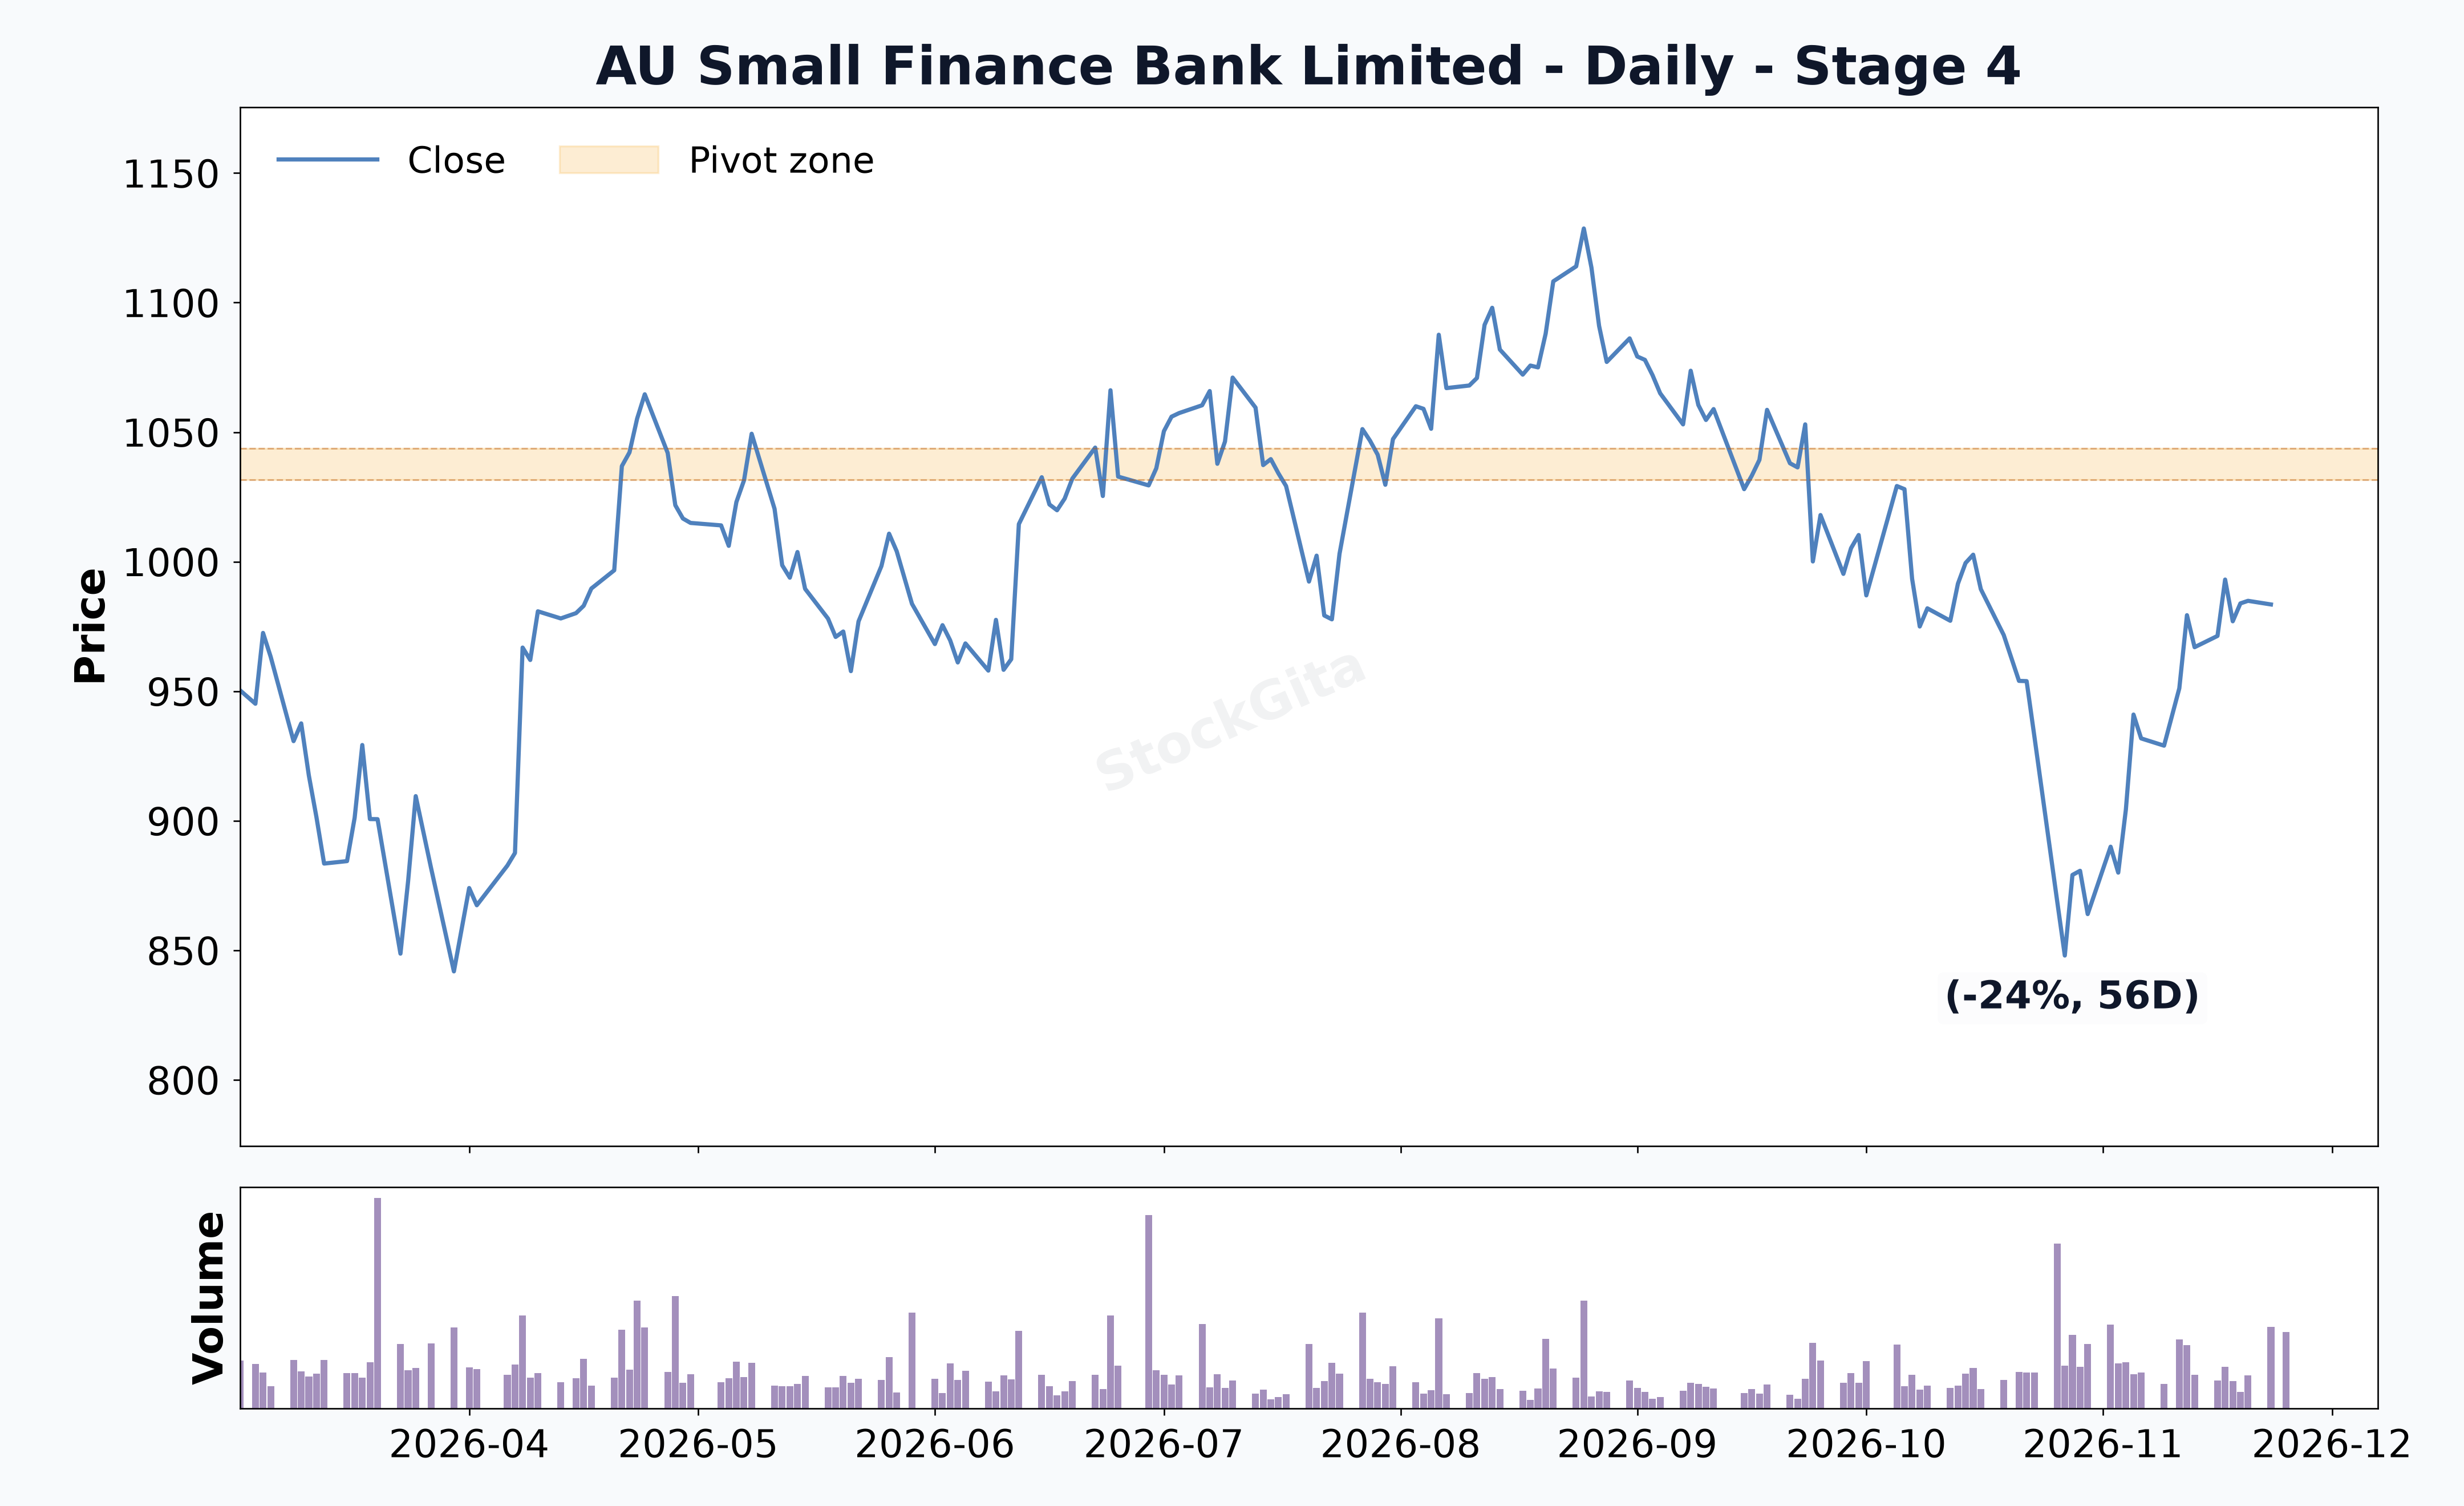 AU Small Finance Bank Limited - Daily - Stage 4
Close
Pivot zone
1150
1100
1050
1000
950
900
850
800
Price
StockGita
(-24%, 56D)
Volume
2026-04
2026-05
2026-06
2026-07
2026-08
2026-09
2026-10
2026-11
2026-12